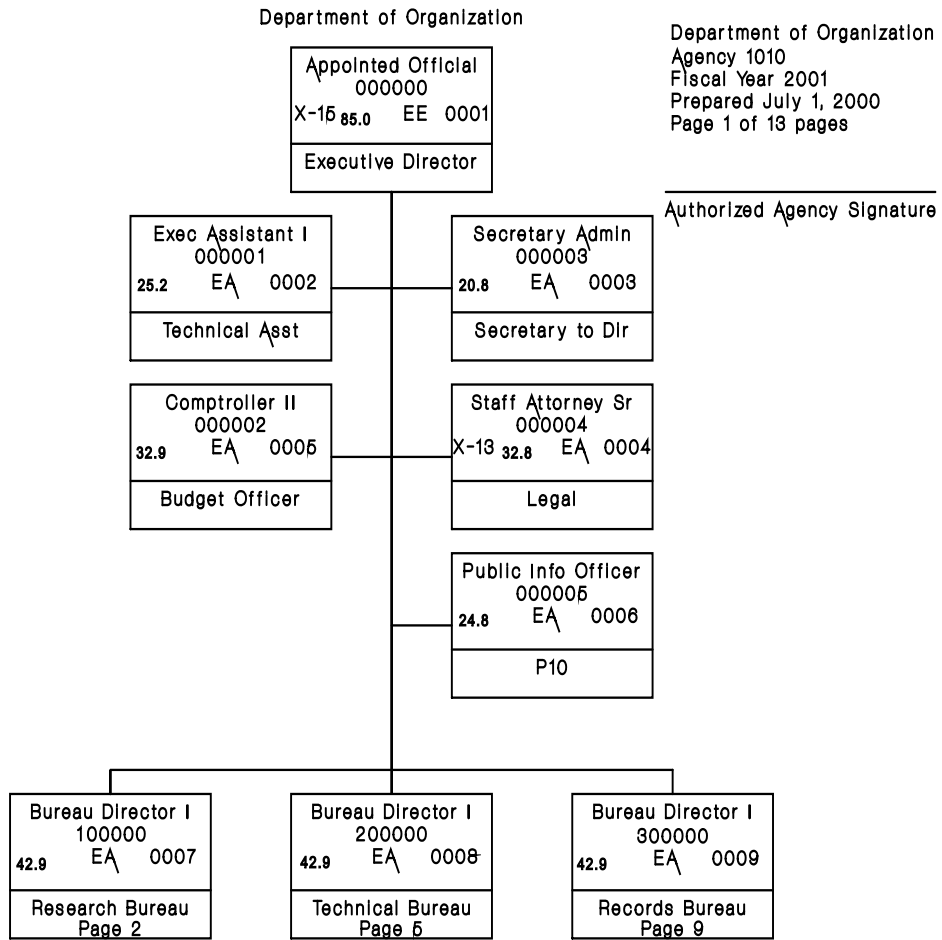 Department of Organization
Department of Organization
Agency 1010
Fiscal Year 2001
Prepared July 1, 2000
Page 1 of 13 pages
Authorized Agency Signature
Appointed Official
000000
X-15 85.0 EE 0001
Executive Director
Exec Assistant I
000001
25.2 EA 0002
Technical Asst
Secretary Admin
000003
20.8 EA 0003
Secretary to Dir
Comptroller II
000002
32.9 EA 0005
Budget Officer
Staff Attorney Sr
000004
X-13 32.8 EA 0004
Legal
Public Info Officer
000005
24.8 EA 0006
P10
Bureau Director I
100000
42.9 EA 0007
Research Bureau
Page 2
Bureau Director I
200000
42.9 EA 0008
Technical Bureau
Page 5
Bureau Director I
300000
42.9 EA 0009
Records Bureau
Page 9